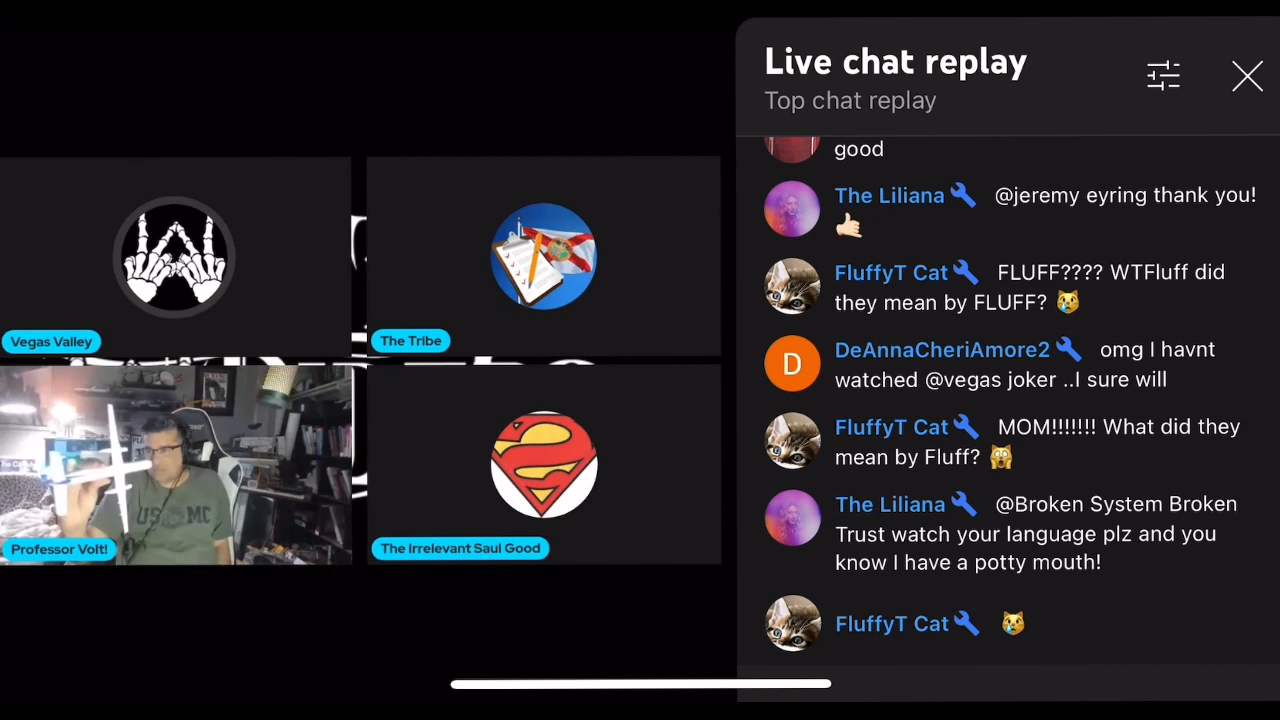 Vegas Valley
The Tribe
USMC
Professor Volt!
The Irrelevant Saul Good
Live chat replay
Top chat replay
good
The Liliana @jeremy eyring thank you!
🤙🏻
FluffyT Cat FLUFF???? WTFluff did
they mean by FLUFF? 😿
D
DeAnnaCheriAmore2 omg I havnt
watched @vegas joker ..I sure will
FluffyT Cat MOM!!!!!!! What did they
mean by Fluff? 🙀
The Liliana @Broken System Broken
Trust watch your language plz and you
know I have a potty mouth!
FluffyT Cat 😿